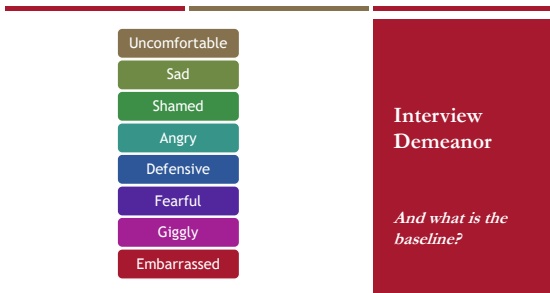 Uncomfortable
Sad
Shamed
Angry
Defensive
Fearful
Giggly
Embarrassed
Interview
Demeanor
And what is the
baseline?